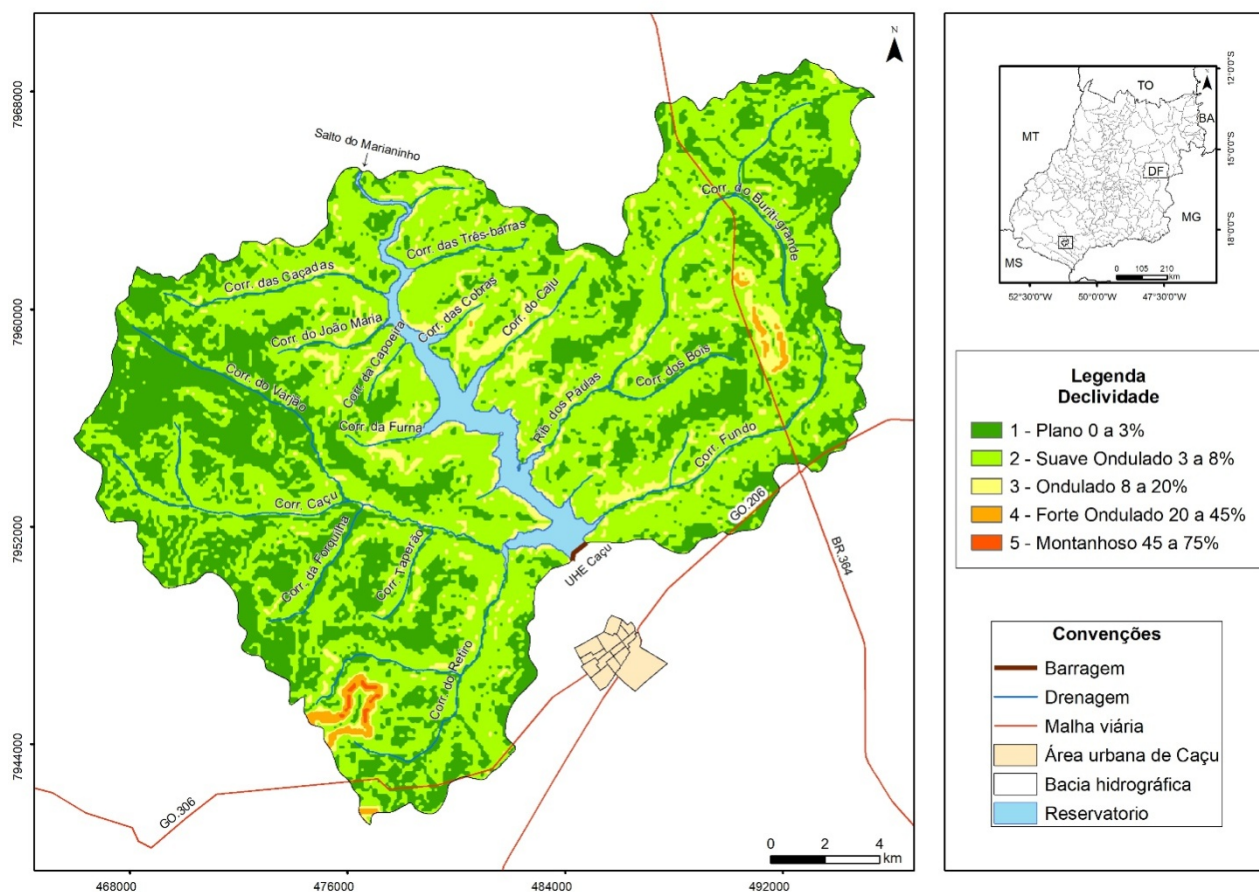 N
7968000
7960000
7952000
7944000
468000
476000
484000
492000
Salto do Marianinho
Corr. do Buriti-grande
Corr. das Três-barras
Corr. das Caçadas
Corr. das Cobras
Corr. do Caju
Corr. do João Maria
Corr. da Capoeira
Corr. do Varjão
Corr. dos Bois
Rib. dos Paulas
Corr. da Furna
Corr. Fundo
Corr. Caçu
GO.206
Corr. da Forquilha
Corr. Taperão
UHE Caçu
BR.364
Corr. do Retiro
GO.306
0 2 4
km
TO
MT
BA
DF
MG
MS
0 105 210
km
12°0'0"S
15°0'0"S
18°0'0"S
52°30'0"W
50°0'0"W
47°30'0"W
Legenda
Declividade
1 - Plano 0 a 3%
2 - Suave Ondulado 3 a 8%
3 - Ondulado 8 a 20%
4 - Forte Ondulado 20 a 45%
5 - Montanhoso 45 a 75%
Convenções
Barragem
Drenagem
Malha viária
Área urbana de Caçu
Bacia hidrográfica
Reservatorio